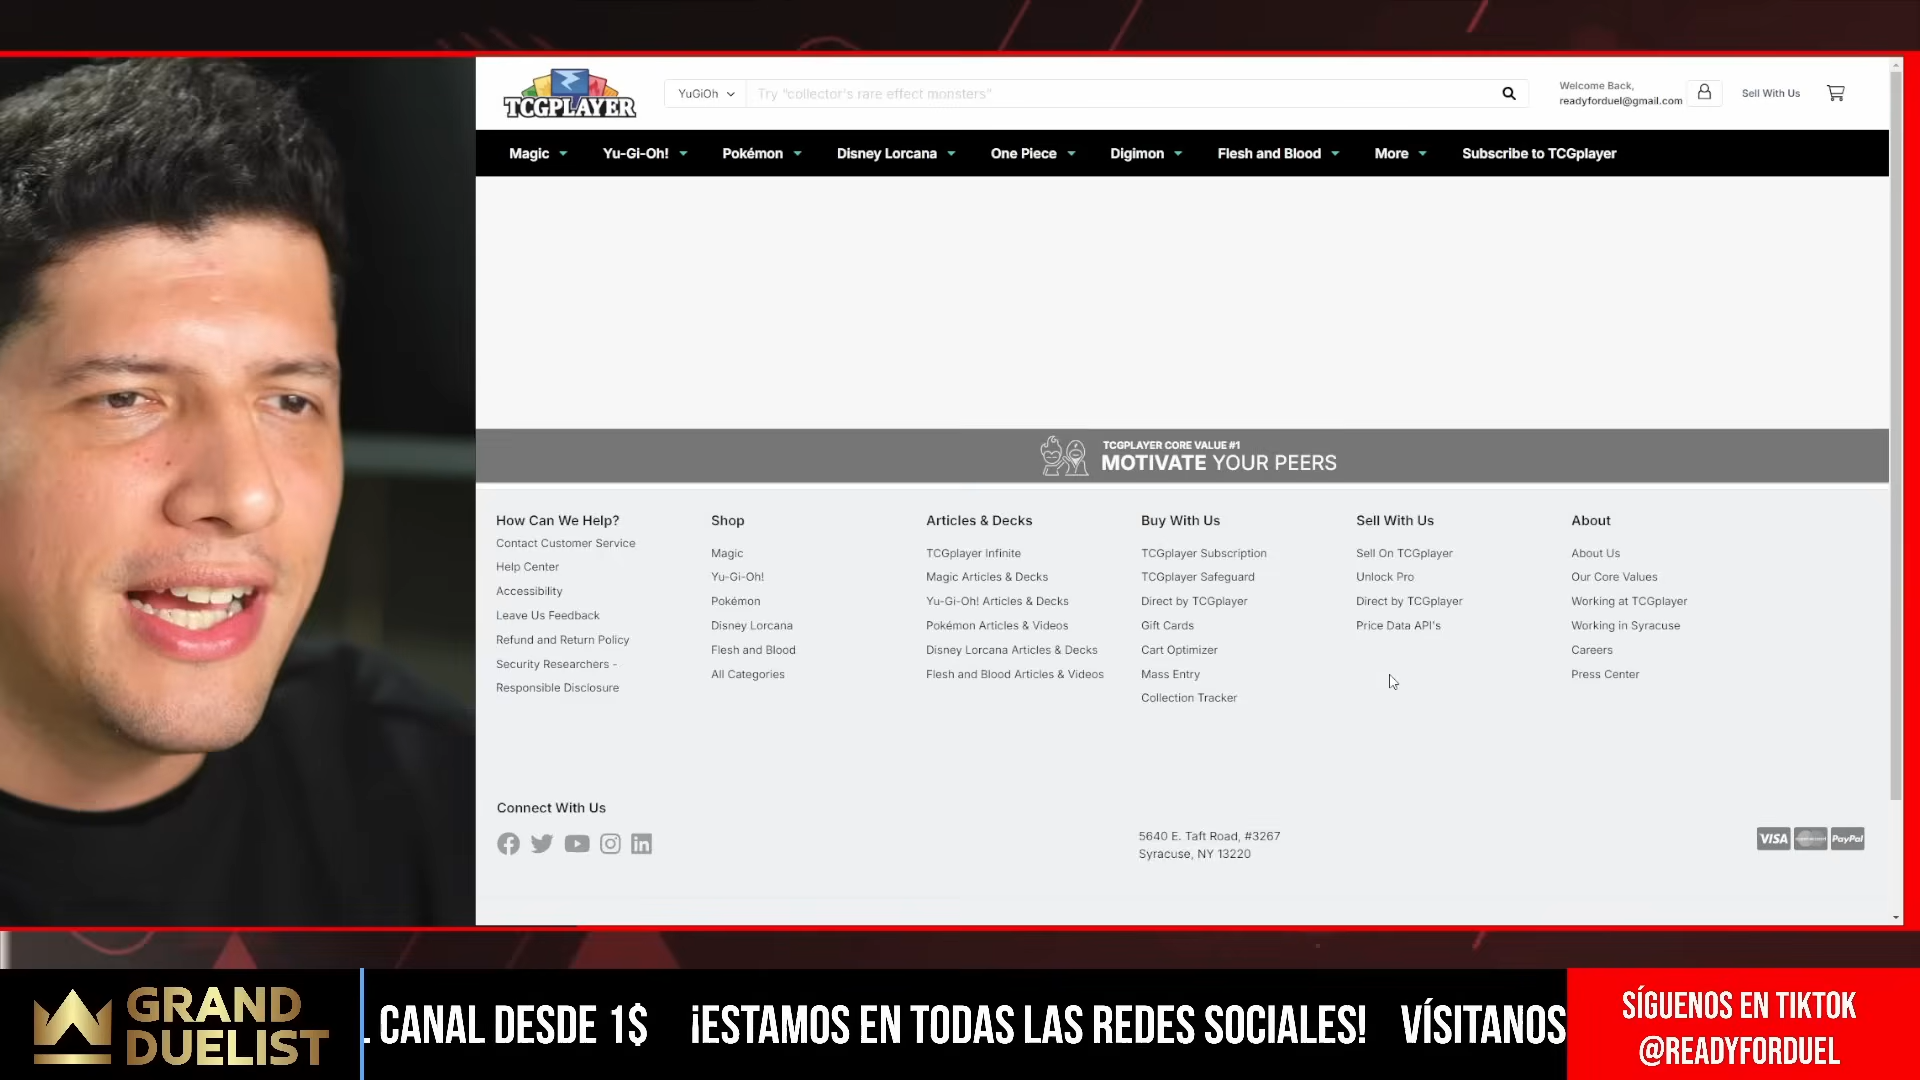 TCGPLAYER
YuGiOh
Try "collector's rare effect monsters"
Welcome Back,
readyforduel@gmail.com
Sell With Us
Magic
Yu-Gi-Oh!
Pokémon
Disney Lorcana
One Piece
Digimon
Flesh and Blood
More
Subscribe to TCGplayer
TCGPLAYER CORE VALUE #1
MOTIVATE YOUR PEERS
How Can We Help?
Contact Customer Service
Help Center
Accessibility
Leave Us Feedback
Refund and Return Policy
Security Researchers -
Responsible Disclosure
Shop
Magic
Yu-Gi-Oh!
Pokémon
Disney Lorcana
Flesh and Blood
All Categories
Articles & Decks
TCGplayer Infinite
Magic Articles & Decks
Yu-Gi-Oh! Articles & Decks
Pokémon Articles & Videos
Disney Lorcana Articles & Decks
Flesh and Blood Articles & Videos
Buy With Us
TCGplayer Subscription
TCGplayer Safeguard
Direct by TCGplayer
Gift Cards
Cart Optimizer
Mass Entry
Collection Tracker
Sell With Us
Sell On TCGplayer
Unlock Pro
Direct by TCGplayer
Price Data API's
About
About Us
Our Core Values
Working at TCGplayer
Working in Syracuse
Careers
Press Center
Connect With Us
5640 E. Taft Road, #3267
Syracuse, NY 13220
VISA
PayPal
GRAND
DUELIST
CANAL DESDE 1$ ¡ESTAMOS EN TODAS LAS REDES SOCIALES! VÍSITANOS
SÍGUENOS EN TIKTOK
@READYFORDUEL